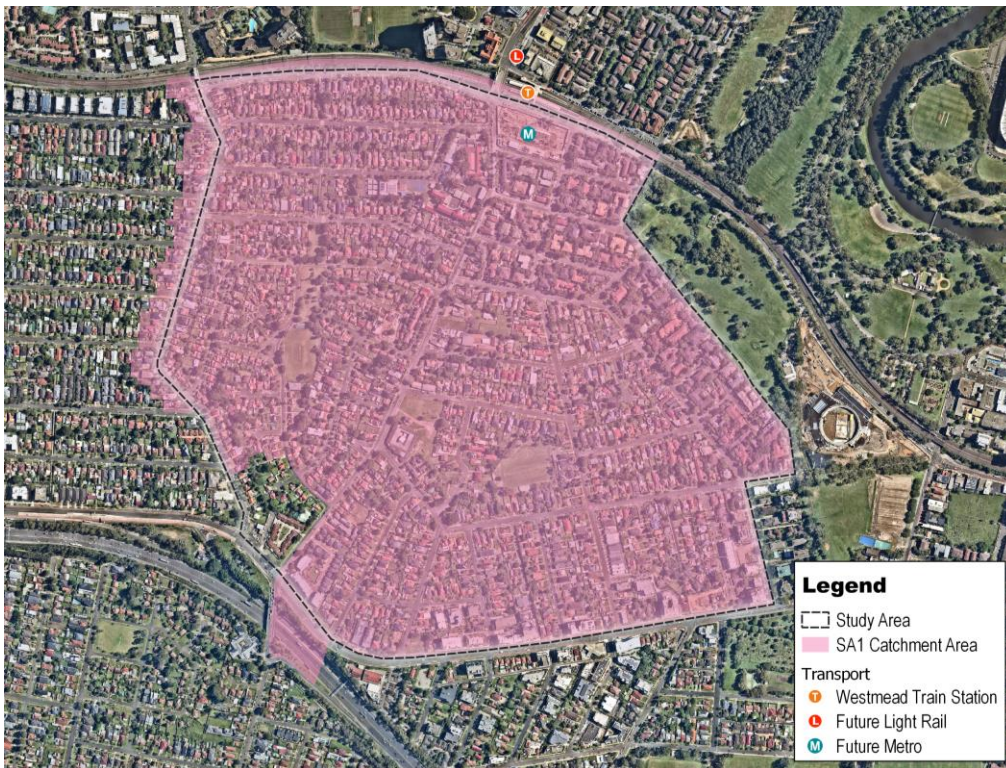 L
T
M
Legend
Study Area
SA1 Catchment Area
Transport
T Westmead Train Station
L Future Light Rail
M Future Metro